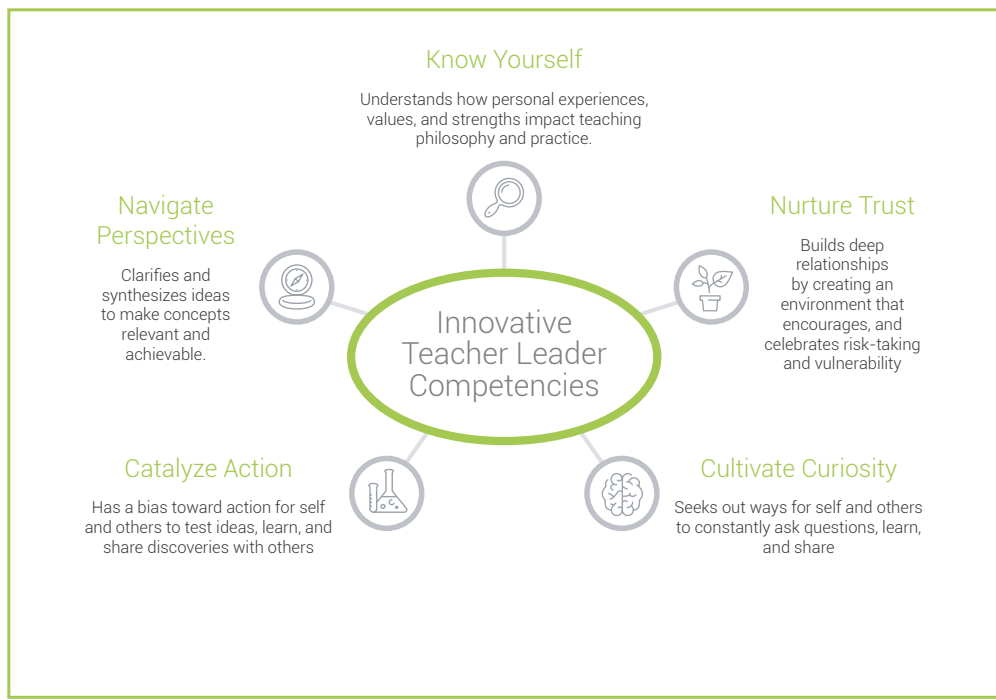 Know Yourself
Understands how personal experiences,
values, and strengths impact teaching
philosophy and practice.
Navigate
Perspectives
Clarifies and
synthesizes ideas
to make concepts
relevant and
achievable.
Nurture Trust
Builds deep
relationships
by creating an
environment that
encourages, and
celebrates risk-taking
and vulnerability
Innovative
Teacher Leader
Competencies
Catalyze Action
Has a bias toward action for self
and others to test ideas, learn, and
share discoveries with others
Cultivate Curiosity
Seeks out ways for self and others
to constantly ask questions, learn,
and share